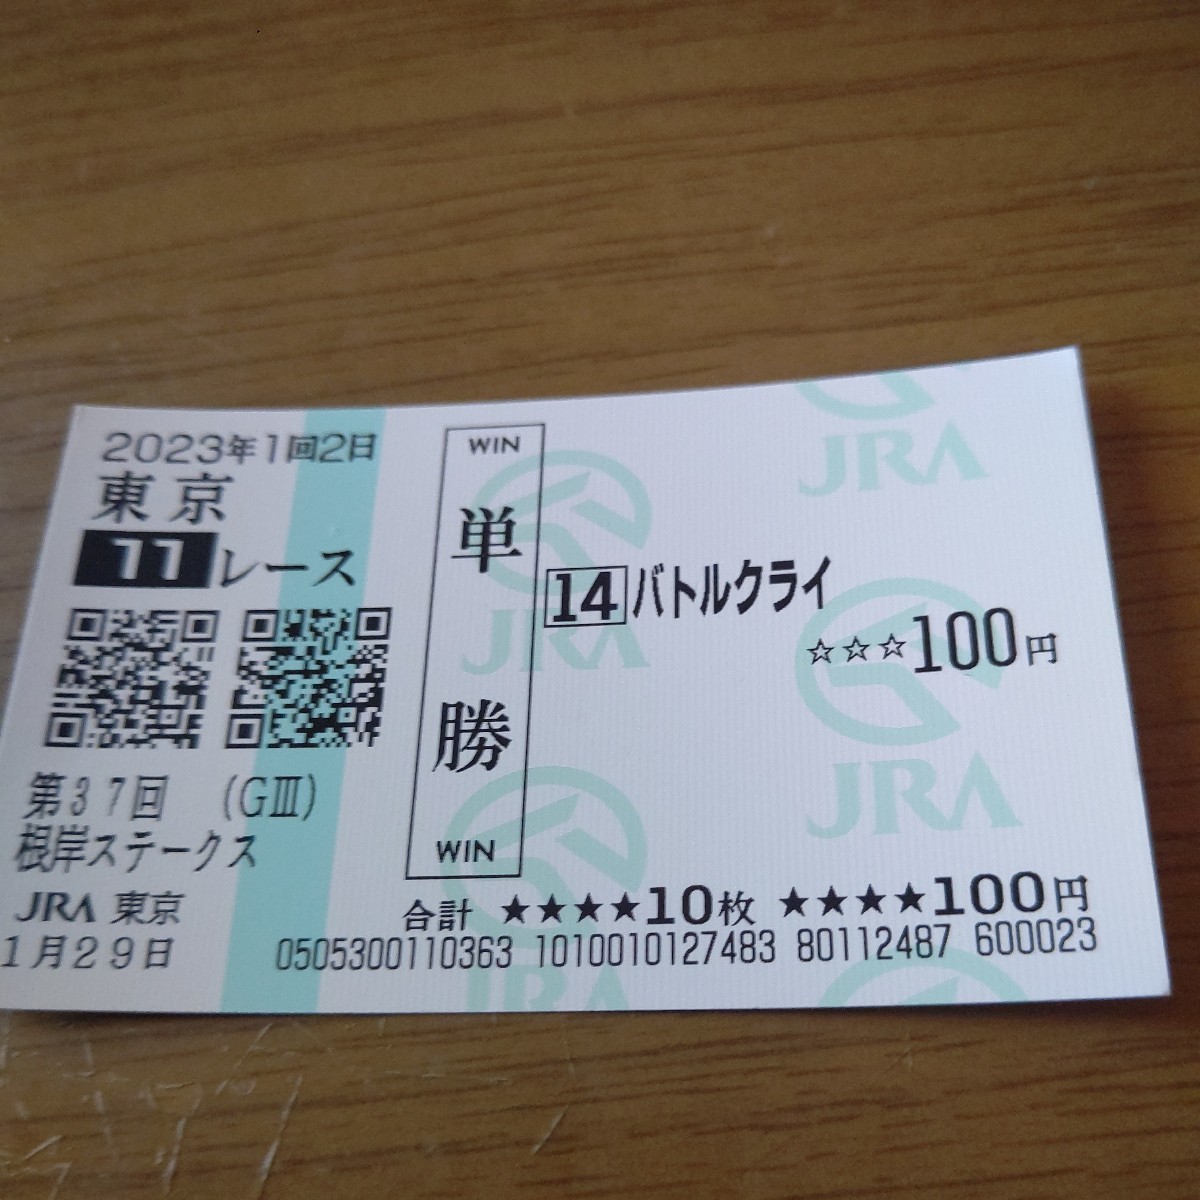 2023年1回2日
東京
11レース
第37回 (GⅢ)
根岸ステークス
JRA 東京
1月29日
WIN
単勝
WIN
14 バトルクライ
☆☆☆100円
合計 ★★★★10枚 ★★★★100円
0505300110363 1010010127483 80112487 600023
JRA
JRA
JRA
JRA